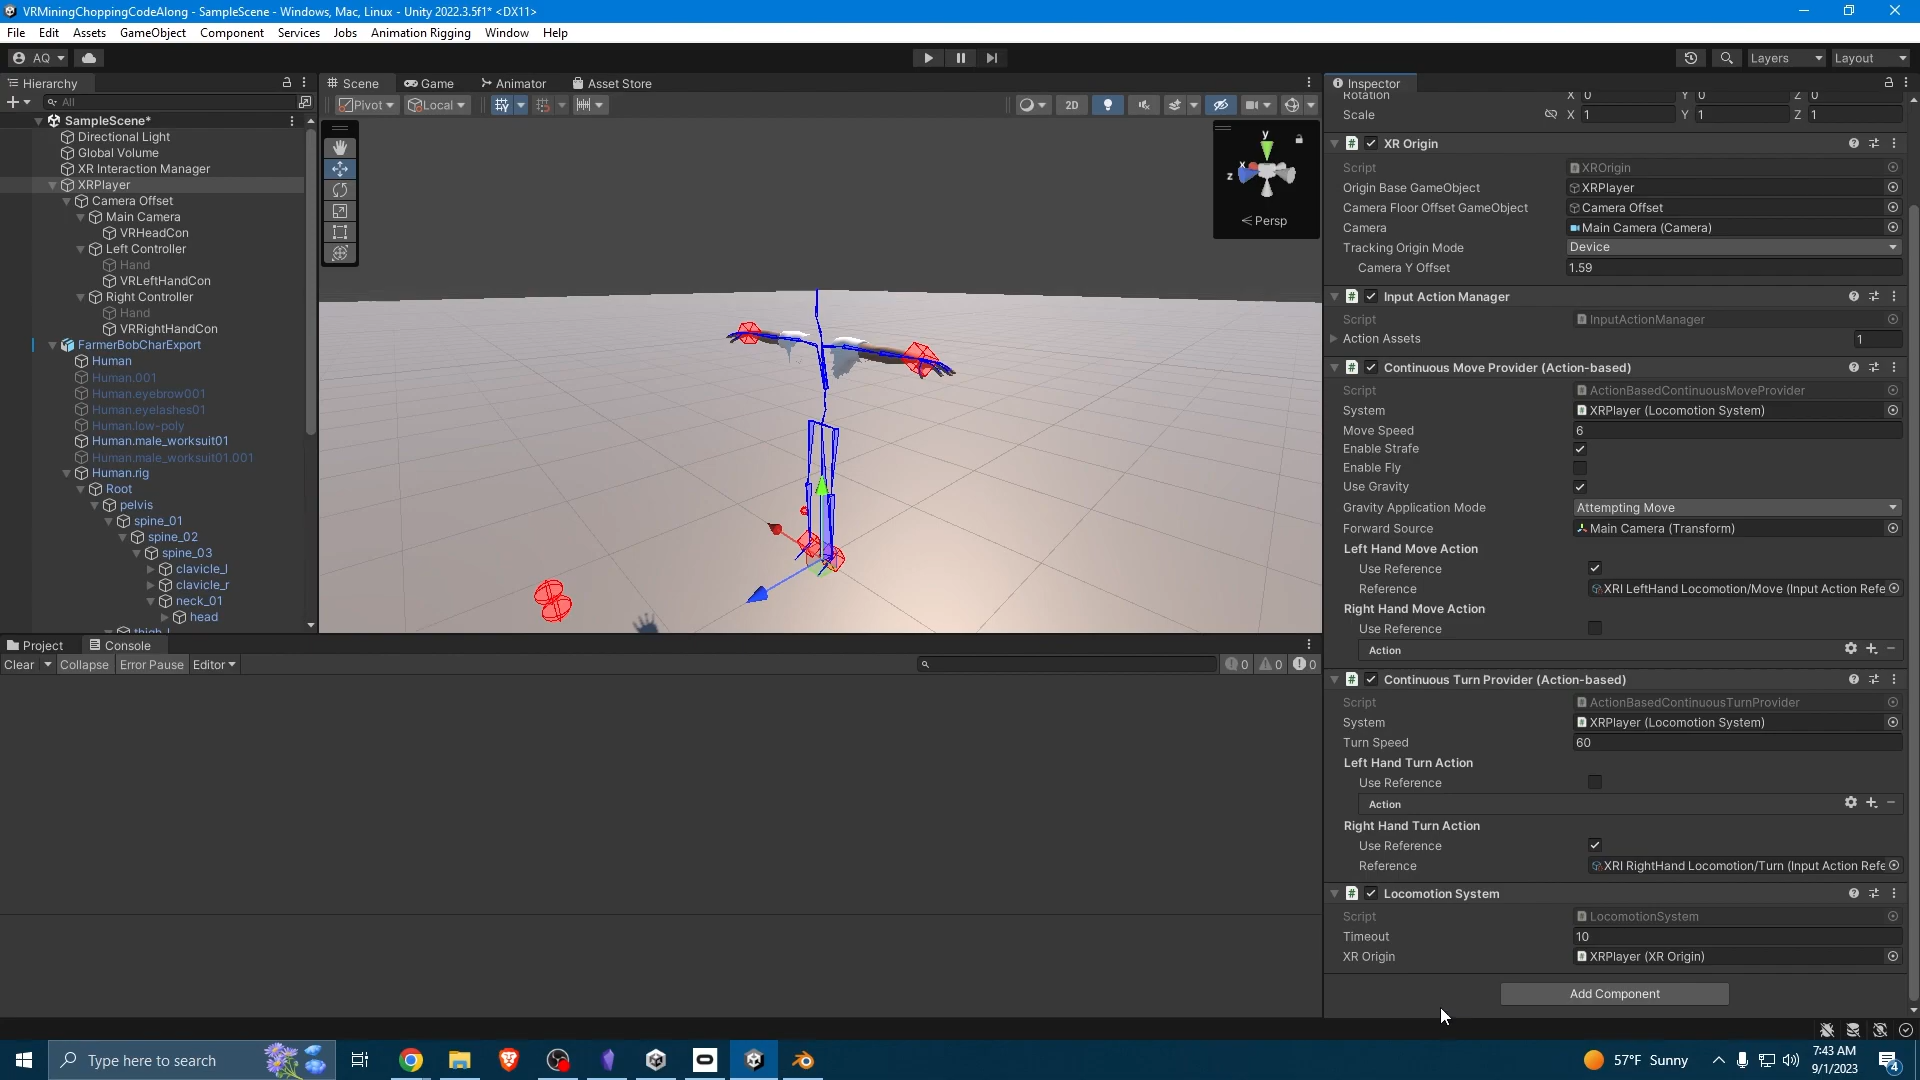 VRMiningChoppingCodeAlong - SampleScene - Windows, Mac, Linux - Unity 2022.3.5f1* <DX11>
File Edit Assets GameObject Component Services Jobs Animation Rigging Window Help
AQ
Layers Layout
Hierarchy
All
SampleScene*
Directional Light
Global Volume
XR Interaction Manager
XRPlayer
Camera Offset
Main Camera
VRHeadCon
Left Controller
Hand
VRLeftHandCon
Right Controller
Hand
VRRightHandCon
FarmerBobCharExport
Human
Human.001
Human.eyebrow001
Human.eyelashes01
Human.low-poly
Human.male_worksuit01
Human.male_worksuit01.001
Human.rig
Root
pelvis
spine_01
spine_02
spine_03
clavicle_l
clavicle_r
neck_01
head
thigh_l
Scene Game Animator Asset Store
Pivot Local 2D
y
x
z
Persp
Project Console
Clear Collapse Error Pause Editor
0 0 0
Inspector
Rotation X 0 Y 0 Z 0
Scale X 1 Y 1 Z 1
XR Origin
Script XROrigin
Origin Base GameObject XRPlayer
Camera Floor Offset GameObject Camera Offset
Camera Main Camera (Camera)
Tracking Origin Mode Device
Camera Y Offset 1.59
Input Action Manager
Script InputActionManager
Action Assets 1
Continuous Move Provider (Action-based)
Script ActionBasedContinuousMoveProvider
System XRPlayer (Locomotion System)
Move Speed 6
Enable Strafe
Enable Fly
Use Gravity
Gravity Application Mode Attempting Move
Forward Source Main Camera (Transform)
Left Hand Move Action
Use Reference
Reference XRI LeftHand Locomotion/Move (Input Action Refe
Right Hand Move Action
Use Reference
Action
Continuous Turn Provider (Action-based)
Script ActionBasedContinuousTurnProvider
System XRPlayer (Locomotion System)
Turn Speed 60
Left Hand Turn Action
Use Reference
Action
Right Hand Turn Action
Use Reference
Reference XRI RightHand Locomotion/Turn (Input Action Refe
Locomotion System
Script LocomotionSystem
Timeout 10
XR Origin XRPlayer (XR Origin)
Add Component
Type here to search
57°F Sunny
7:43 AM
9/1/2023
4